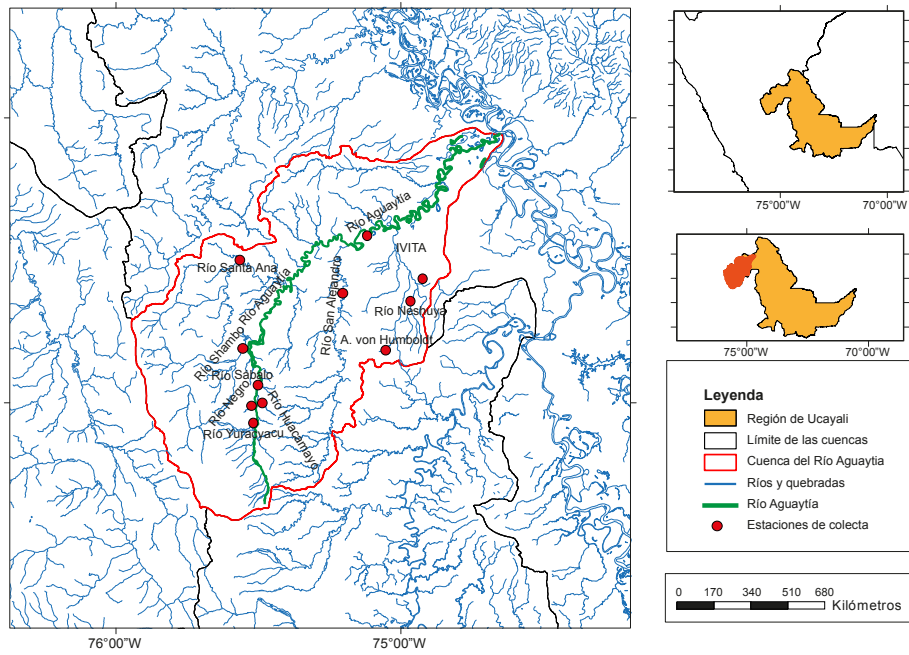 Río Aguaytía
IVITA
Río Santa Ana
Río San Alejandro
Río Neshuya
Río Shambo Río Aguaytía
A. von Humboldt
Río Sábalo
Río Negro
Río Huacamayo
Río Yuracyacu
76°00"W
75°00"W
75°00"W
70°00"W
75°00"W
70°00"W
Leyenda
Región de Ucayali
Límite de las cuencas
Cuenca del Río Aguaytia
Ríos y quebradas
Río Aguaytía
Estaciones de colecta
0 170 340 510 680
Kilómetros